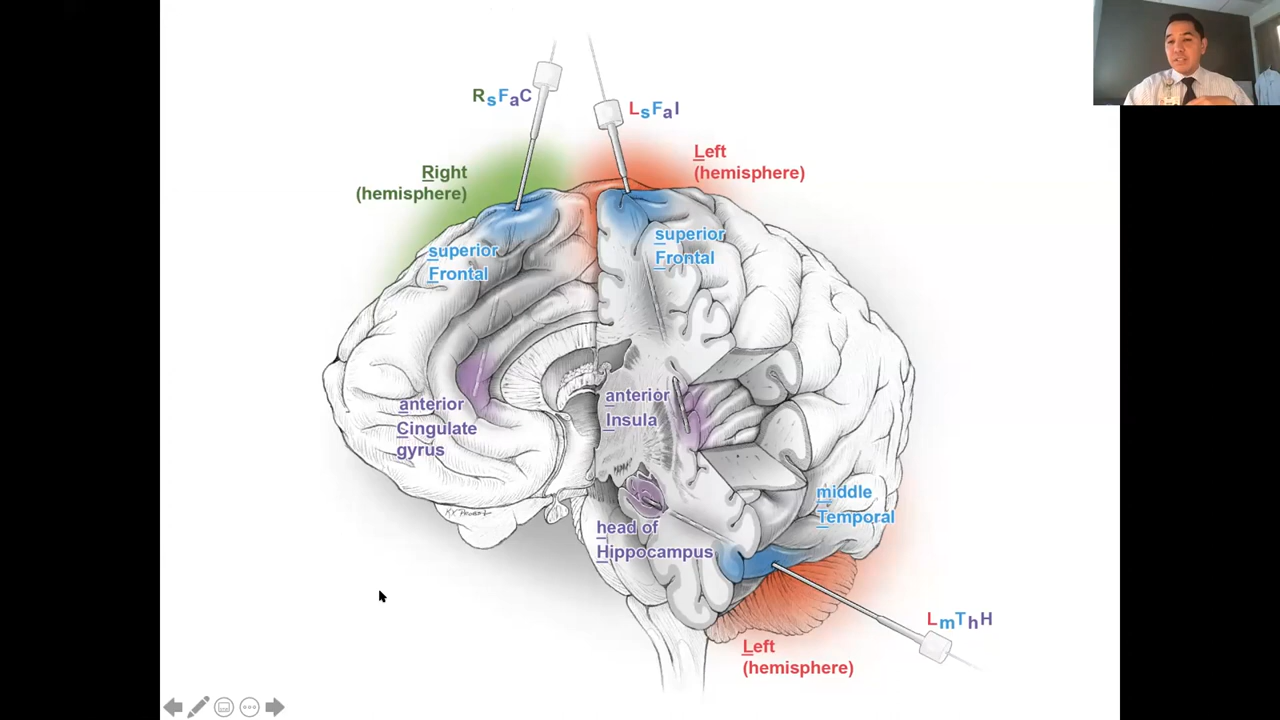 RsFaC
LsFaI
Left
(hemisphere)
Right
(hemisphere)
superior
Frontal
superior
Frontal
anterior
Cingulate
gyrus
anterior
Insula
middle
Temporal
head of
Hippocampus
LmThH
Left
(hemisphere)